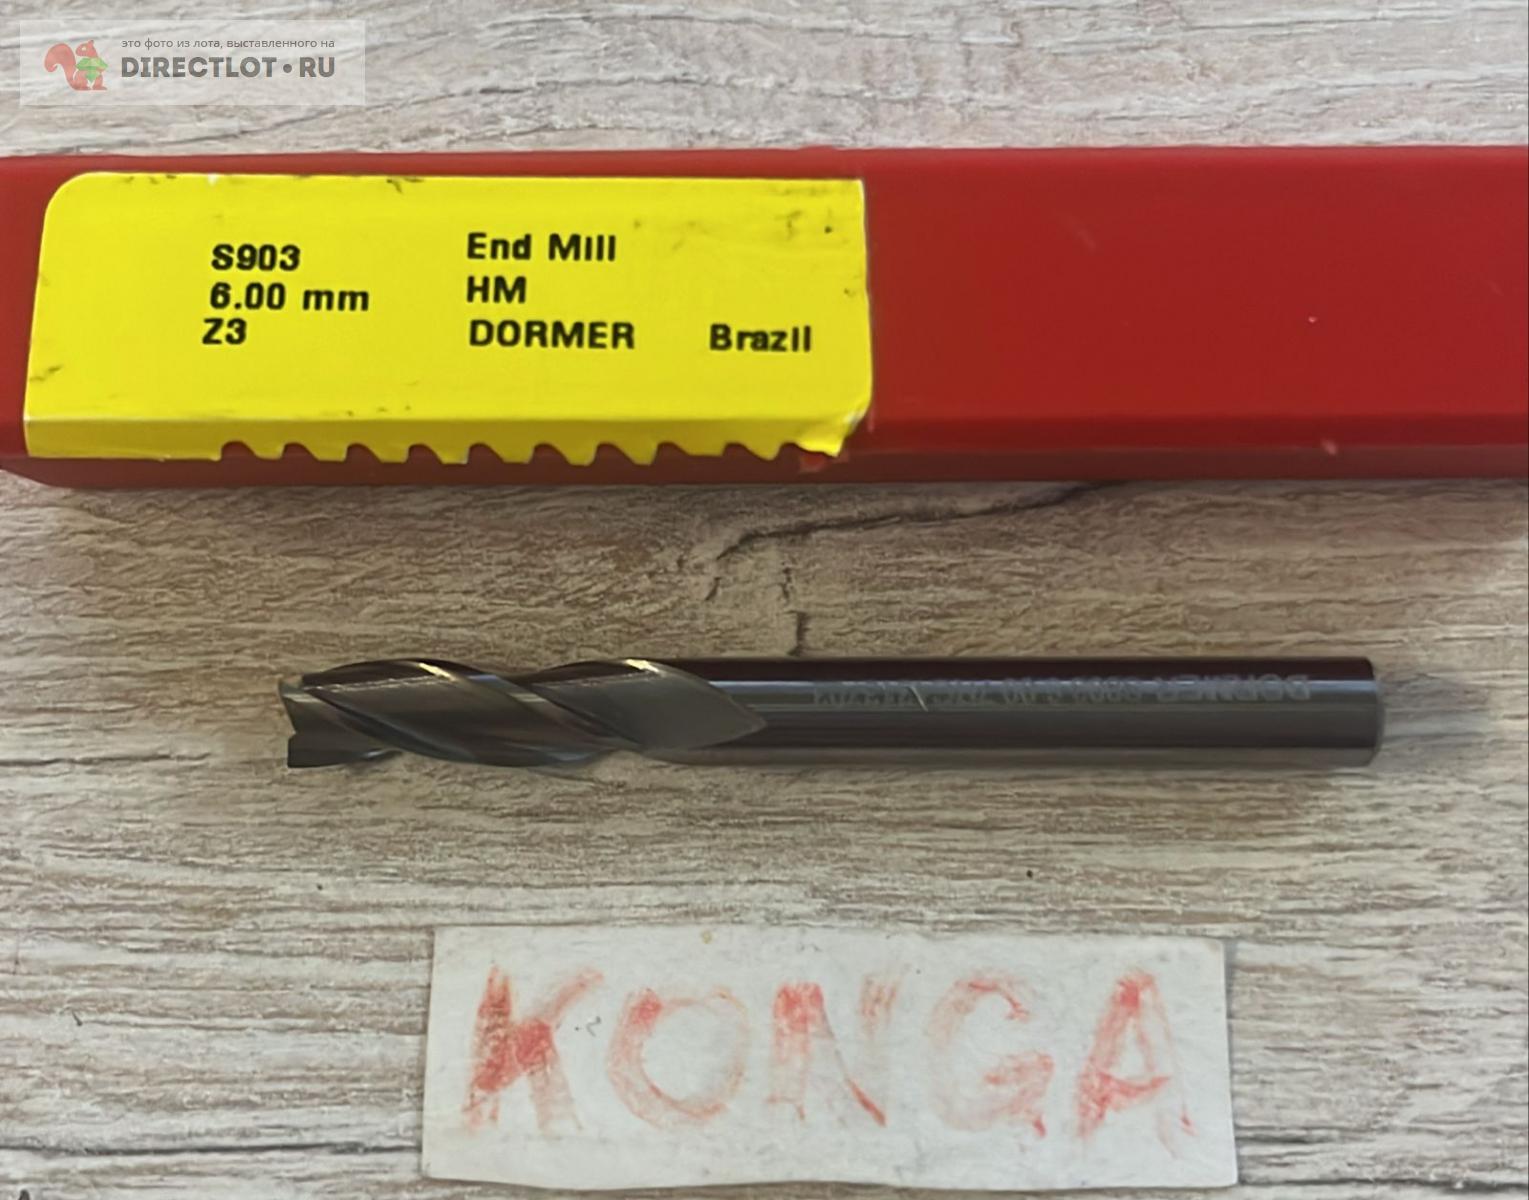 это фото из лота, выставленного на
DIRECTLOT•RU
S903
6.00 mm
Z3
End Mill
HM
DORMER Brazil
DORMER
KONGA